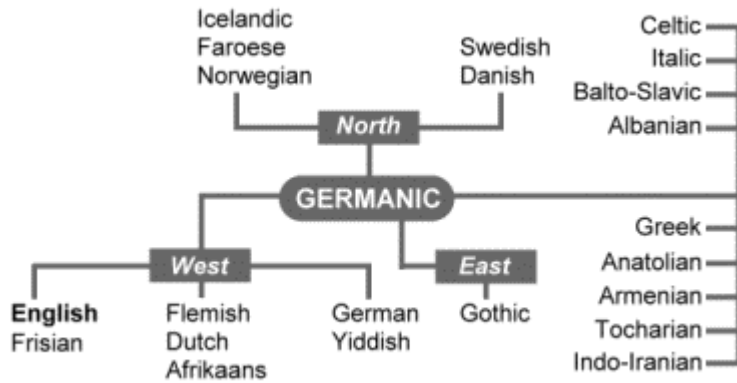 Icelandic
Faroese
Norwegian
Swedish
Danish
North
GERMANIC
West
East
English
Frisian
Flemish
Dutch
Afrikaans
German
Yiddish
Gothic
Celtic
Italic
Balto-Slavic
Albanian
Greek
Anatolian
Armenian
Tocharian
Indo-Iranian